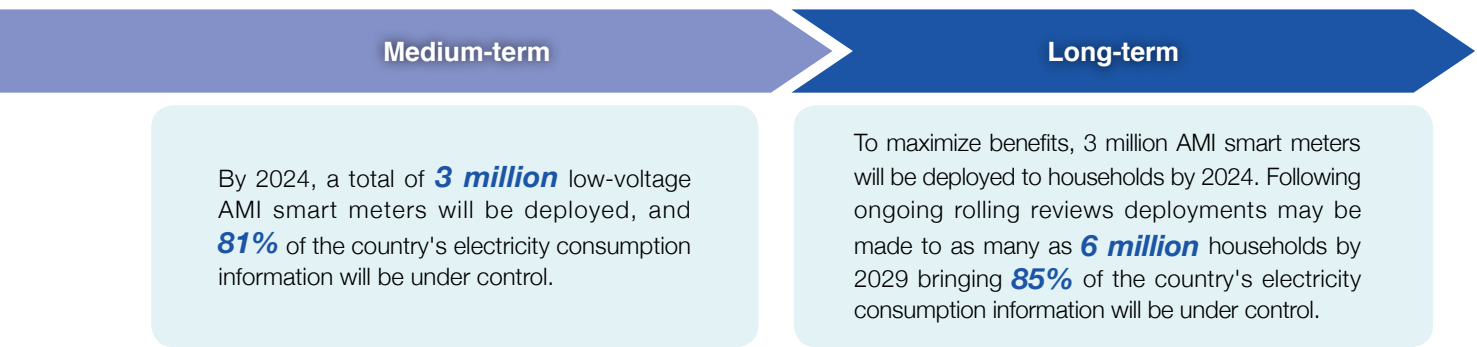 Medium-term
By 2024, a total of 3 million low-voltage
AMI smart meters will be deployed, and
81% of the country's electricity consumption
information will be under control.
Long-term
To maximize benefits, 3 million AMI smart meters
will be deployed to households by 2024. Following
ongoing rolling reviews deployments may be
made to as many as 6 million households by
2029 bringing 85% of the country's electricity
consumption information will be under control.